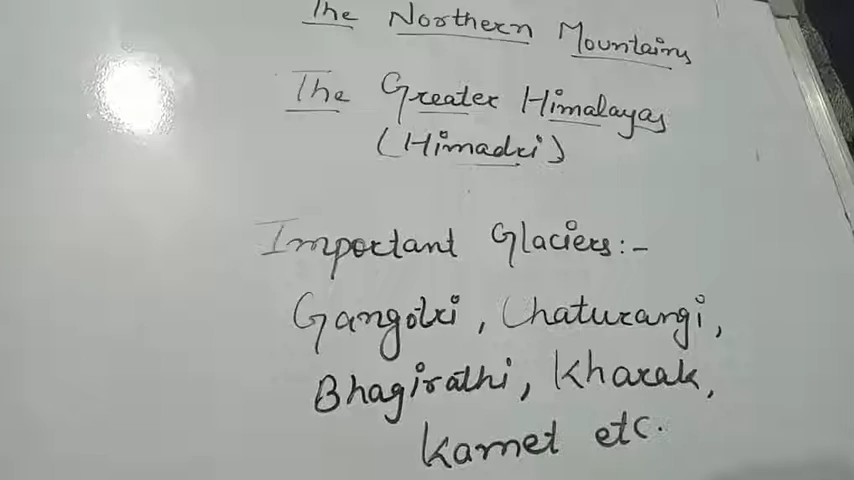 The Northern Mountains
The Greater Himalayas
(Himadri)
Important Glaciers:-
Gangotri, Chaturangi,
Bhagirathi, Kharak,
Kamet etc.